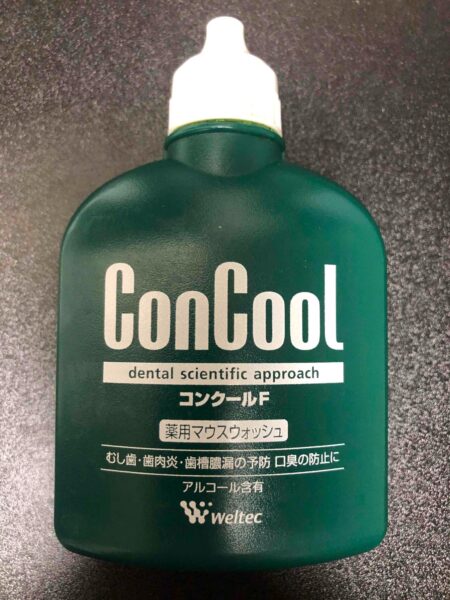 ConCool
dental scientific approach
コンクールF
薬用マウスウォッシュ
むし歯・歯肉炎・歯槽膿漏の予防 口臭の防止に
アルコール含有
Weltec